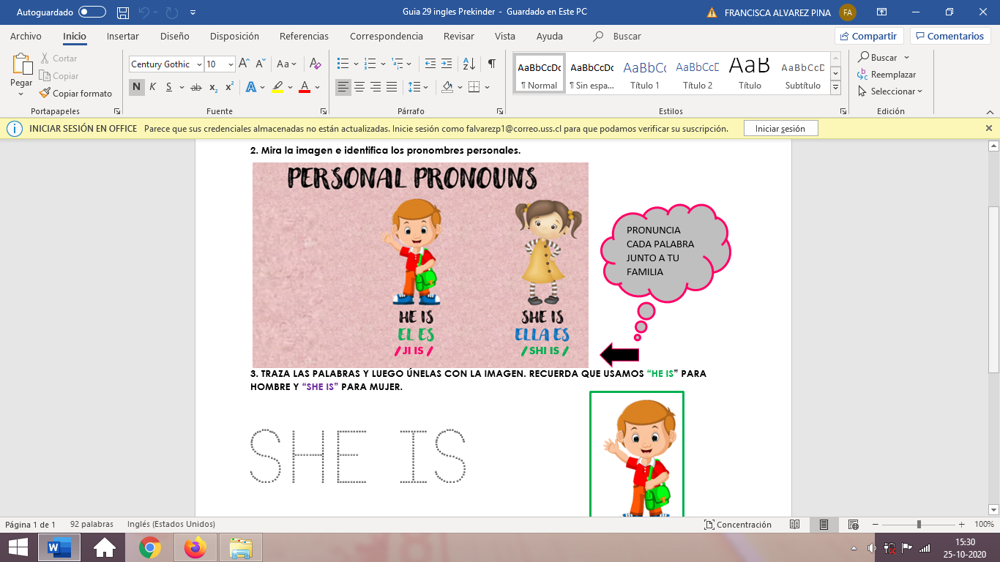 Autoguardado
Guia 29 ingles Prekinder - Guardado en Este PC
FRANCISCA ALVAREZ PINA
FA
Archivo Inicio Insertar Diseño Disposición Referencias Correspondencia Revisar Vista Ayuda Buscar
Compartir Comentarios
Pegar
Cortar
Copiar
Copiar formato
Portapapeles
Century Gothic 10
N K S ab x2 x2
Fuente
Párrafo
AaBbCcDc AaBbCcDc AaBbCc AaBbCcD AaB AaBbCcD
¶ Normal ¶ Sin espa... Título 1 Título 2 Título Subtítulo
Estilos
Buscar
Reemplazar
Seleccionar
Edición
INICIAR SESIÓN EN OFFICE Parece que sus credenciales almacenadas no están actualizadas. Inicie sesión como falvarezp1@correo.uss.cl para que podamos verificar su suscripción. Iniciar sesión
2. Mira la imagen e identifica los pronombres personales.
PERSONAL PRONOUNS
HE IS
EL ES
/ JI IS /
SHE IS
ELLA ES
/ SHI IS /
PRONUNCIA
CADA PALABRA
JUNTO A TU
FAMILIA
3. TRAZA LAS PALABRAS Y LUEGO ÚNELAS CON LA IMAGEN. RECUERDA QUE USAMOS “HE IS” PARA
HOMBRE Y “SHE IS” PARA MUJER.
SHE IS
Página 1 de 1 92 palabras Inglés (Estados Unidos)
Concentración
100%
15:30
25-10-2020